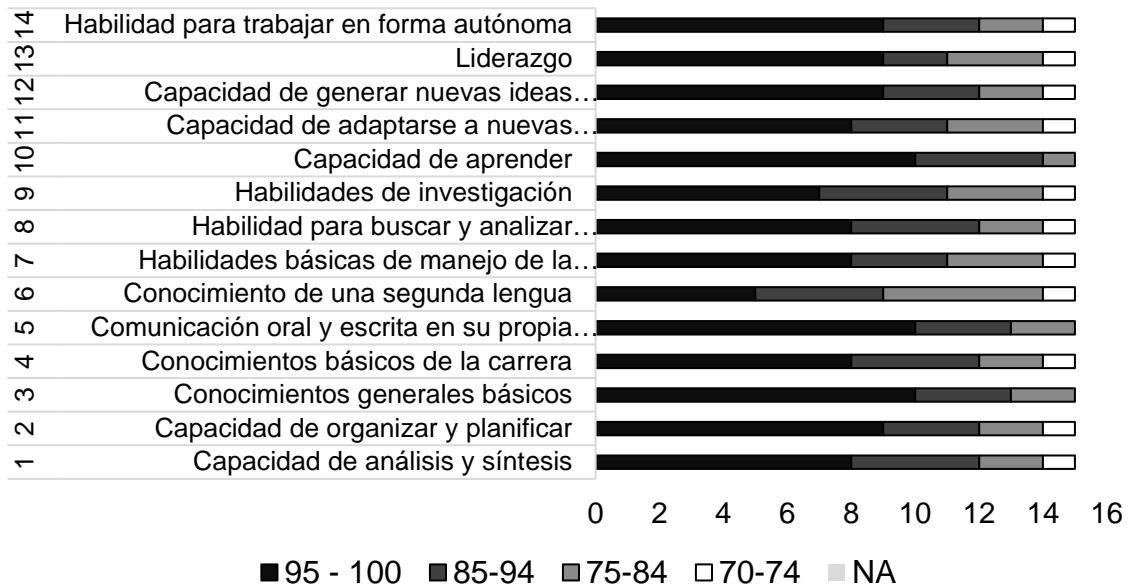 14 Habilidad para trabajar en forma autónoma
13 Liderazgo
12 Capacidad de generar nuevas ideas…
11 Capacidad de adaptarse a nuevas…
10 Capacidad de aprender
9 Habilidades de investigación
8 Habilidad para buscar y analizar…
7 Habilidades básicas de manejo de la…
6 Conocimiento de una segunda lengua
5 Comunicación oral y escrita en su propia…
4 Conocimientos básicos de la carrera
3 Conocimientos generales básicos
2 Capacidad de organizar y planificar
1 Capacidad de análisis y síntesis
0 2 4 6 8 10 12 14 16
95 - 100 85-94 75-84 70-74 NA